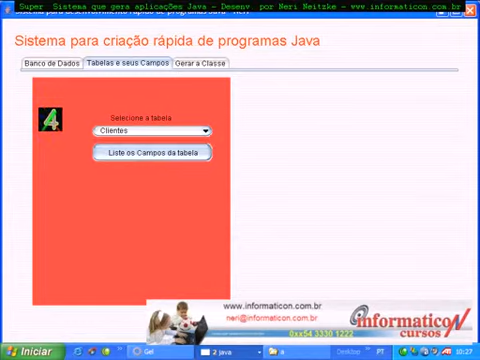 Super Sistema que gera aplicações Java - Desenv. por Neri Neitzke - www.informaticon.com.br
Sistema para criação rápida de programas Java
Banco de Dados
Tabelas e seus Campos
Gerar a Classe
4
Selecione a tabela
Clientes
Liste os Campos da tabela
www.informaticon.com.br
neri@informaticon.com.br
0xx54 3330 1222
informaticon
cursos
Iniciar
Gel
2 java
a
Desktop
PT
10:27